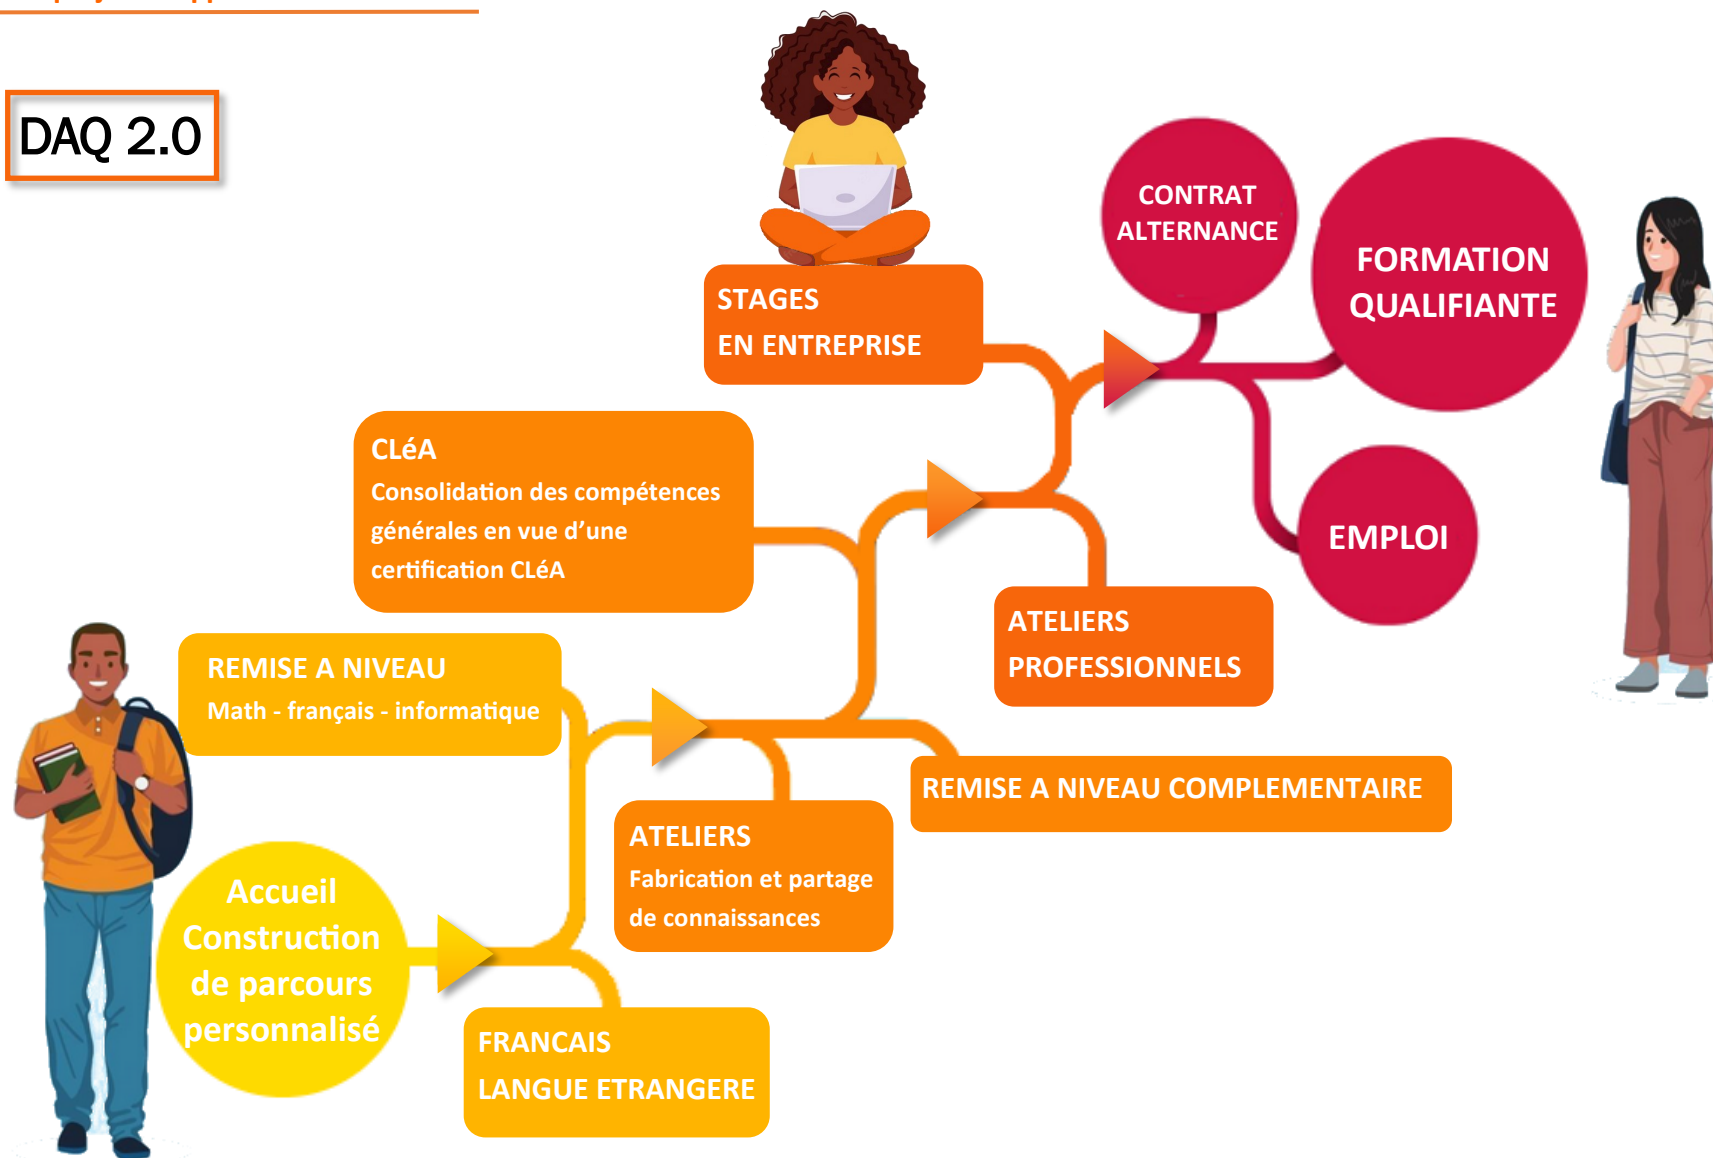 DAQ 2.0
CONTRAT
ALTERNANCE
FORMATION
QUALIFIANTE
STAGES
EN ENTREPRISE
CLéA
Consolidation des compétences
générales en vue d’une
certification CLéA
EMPLOI
ATELIERS
PROFESSIONNELS
REMISE A NIVEAU
Math - français - informatique
REMISE A NIVEAU COMPLEMENTAIRE
ATELIERS
Fabrication et partage
de connaissances
Accueil
Construction
de parcours
personnalisé
FRANCAIS
LANGUE ETRANGERE